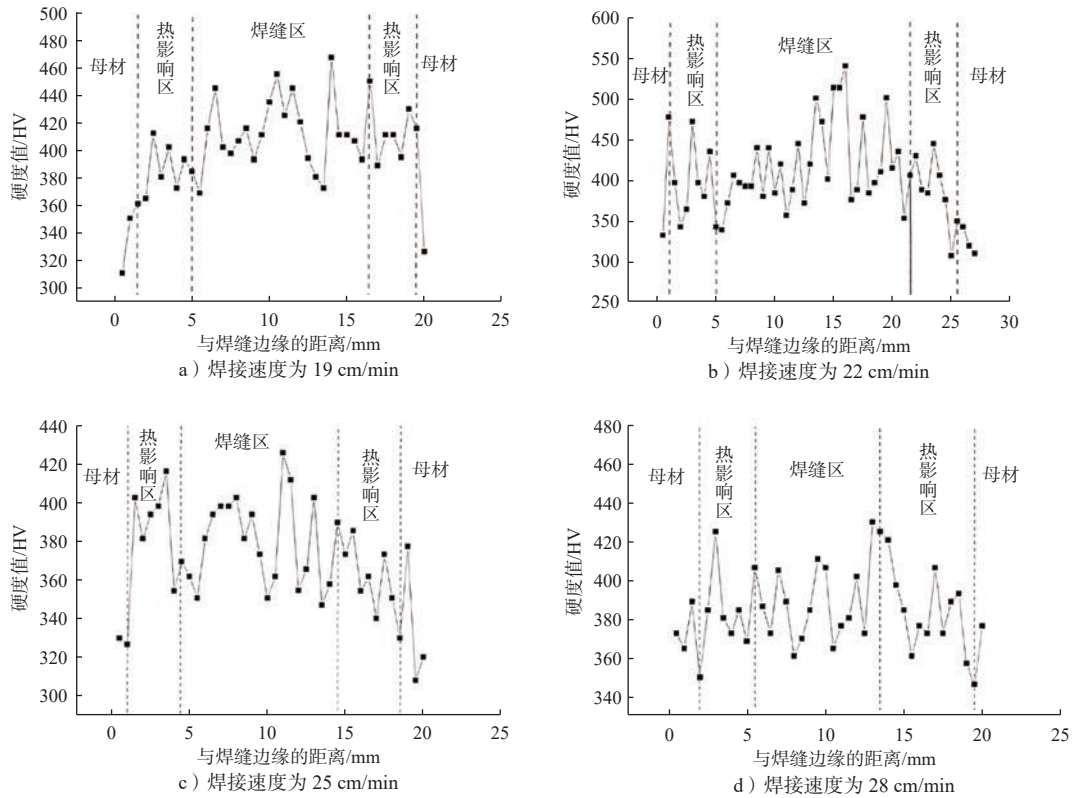 500
480
460
440
420
400
380
360
340
320
300
硬度值/HV
母材
热影响区
焊缝区
热影响区
母材
0
5
10
15
20
25
与焊缝边缘的距离/mm
a）焊接速度为 19 cm/min
600
550
500
450
400
350
300
250
硬度值/HV
母材
热影响区
焊缝区
热影响区
母材
0
5
10
15
20
25
30
与焊缝边缘的距离/mm
b）焊接速度为 22 cm/min
440
420
400
380
360
340
320
300
硬度值/HV
母材
热影响区
焊缝区
热影响区
母材
0
5
10
15
20
25
与焊缝边缘的距离/mm
c）焊接速度为 25 cm/min
480
460
440
420
400
380
360
340
硬度值/HV
母材
热影响区
焊缝区
热影响区
母材
0
5
10
15
20
25
与焊缝边缘的距离/mm
d）焊接速度为 28 cm/min